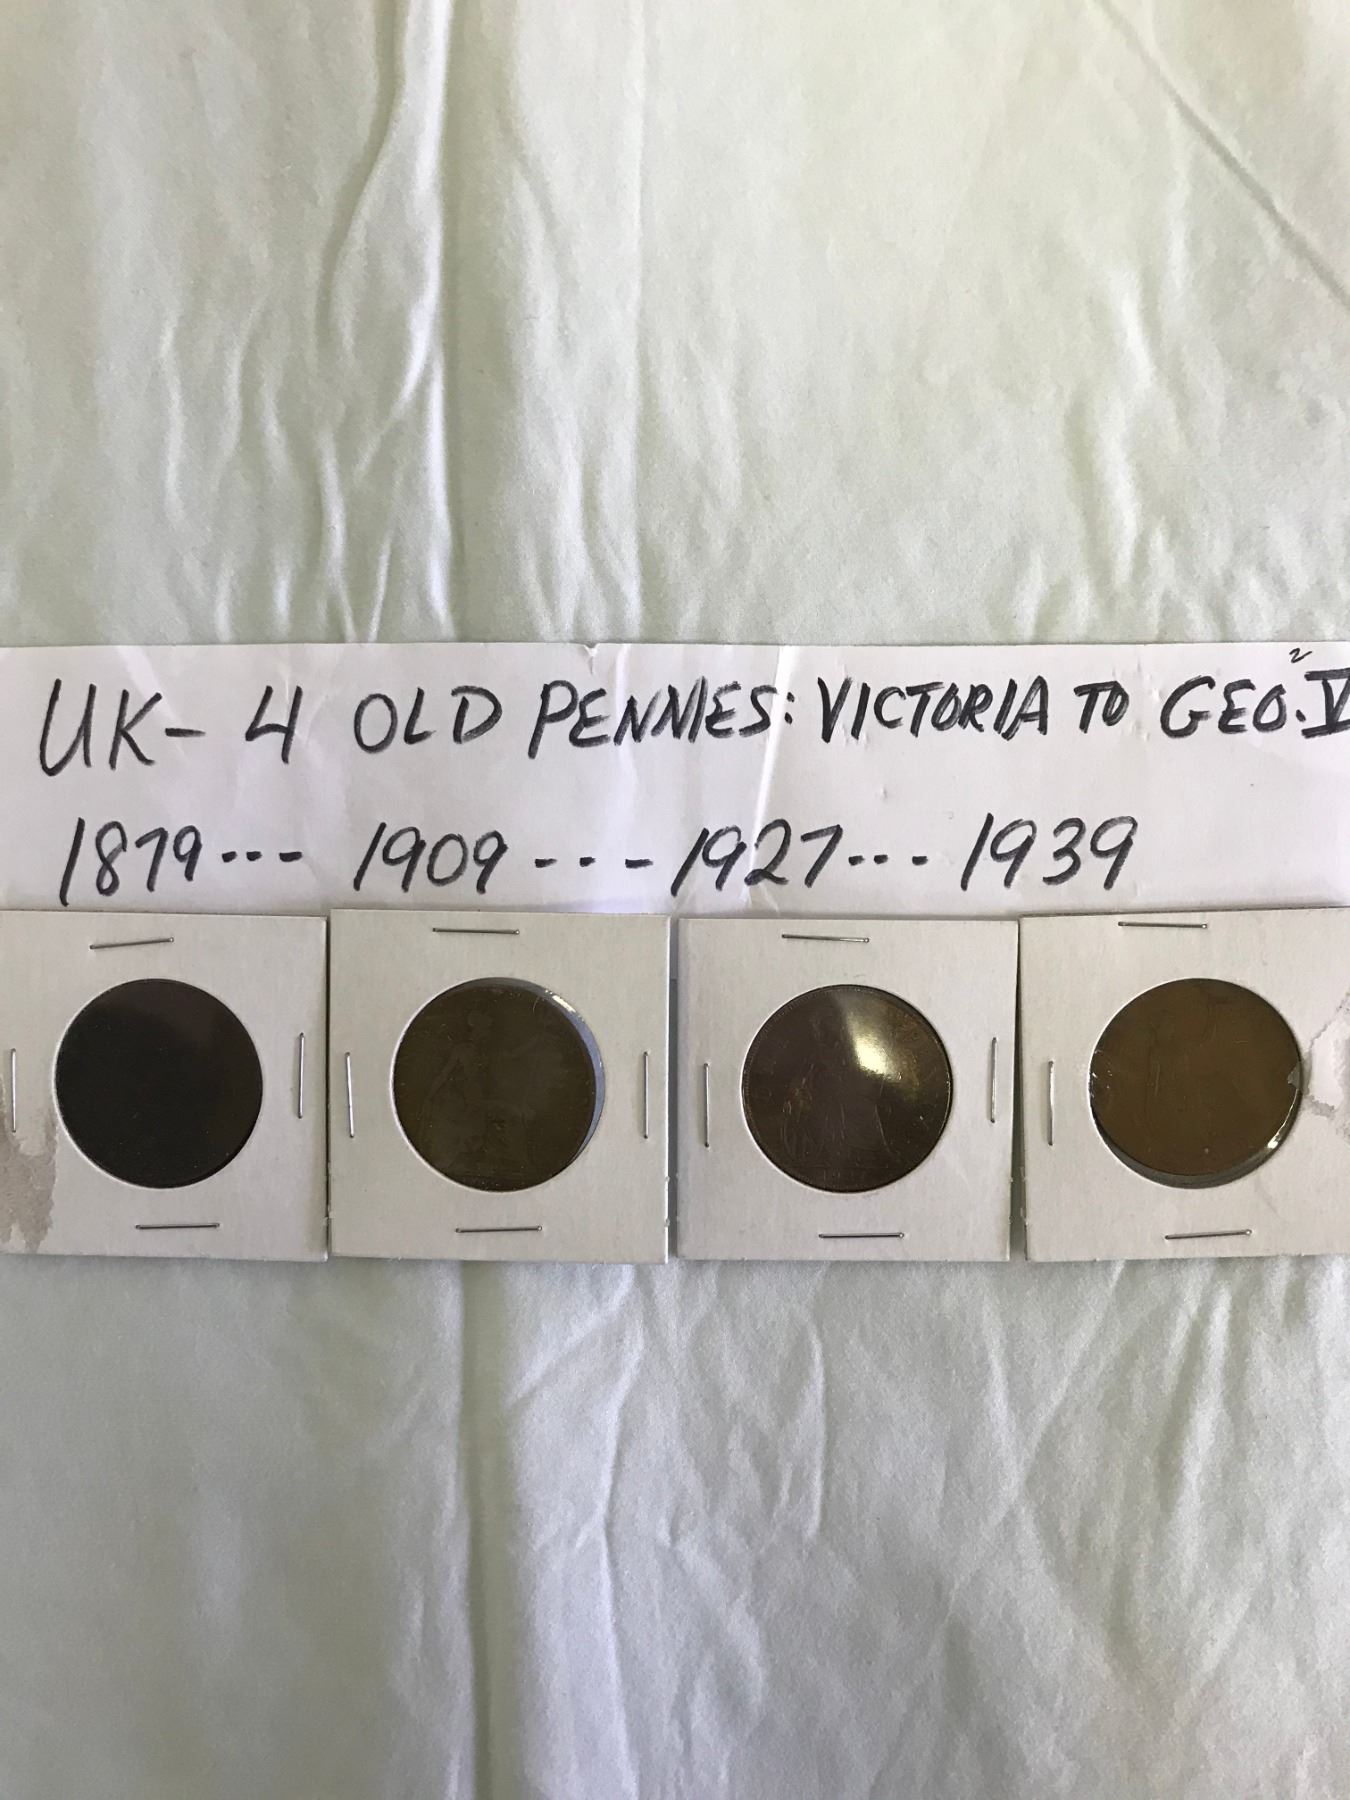 UK- 4 OLD PENNIES: VICTORIA TO GEO. V
2
1879--- 1909---1927--- 1939